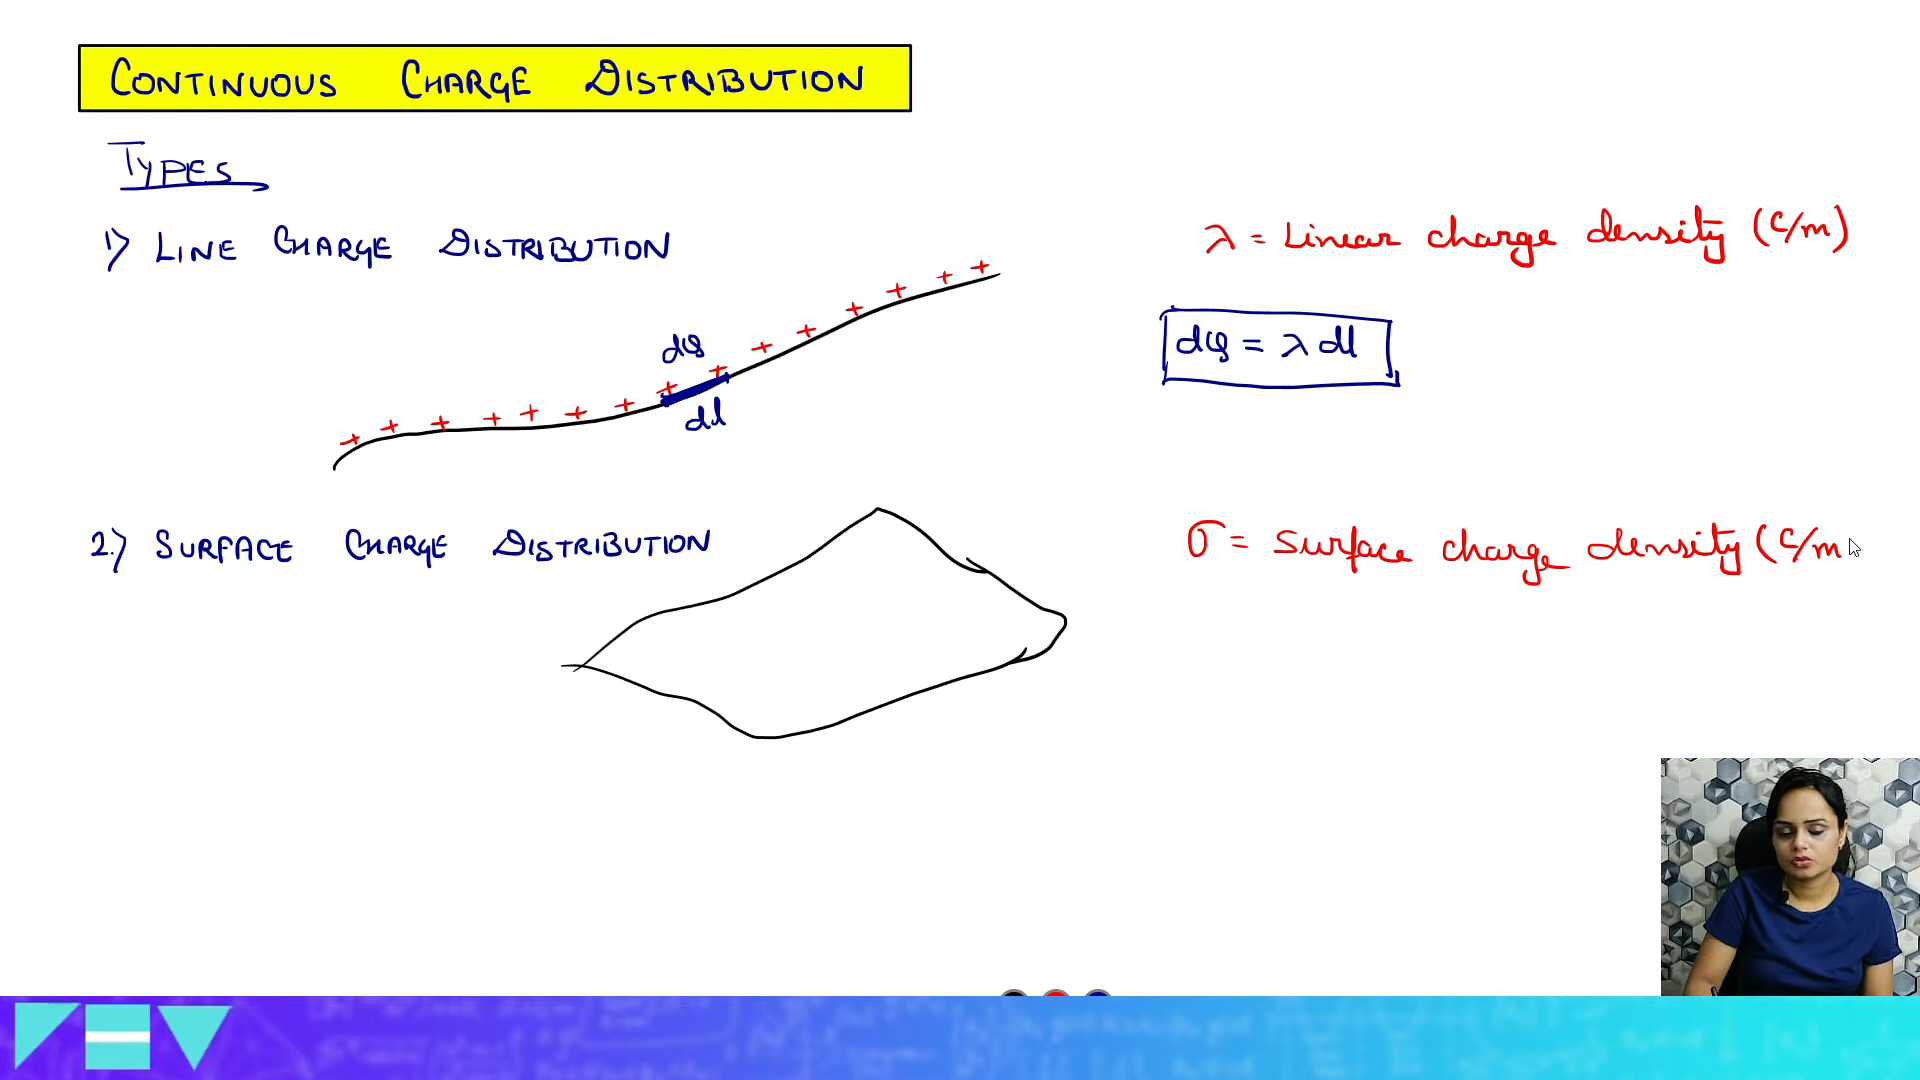 CONTINUOUS CHARGE DISTRIBUTION
TYPES
1) LINE CHARGE DISTRIBUTION
λ = Linear charge density (C/m)
+ + + + + + + + + + + + + + + +
dQ
dl
dQ = λ dl
2.) SURFACE CHARGE DISTRIBUTION
σ = Surface charge density (C/m